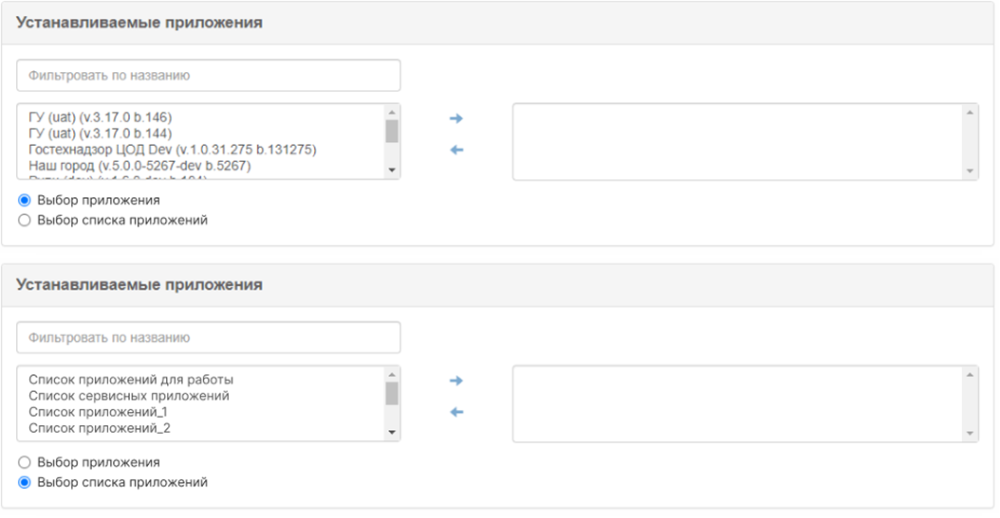 Устанавливаемые приложения
Фильтровать по названию
ГУ (uat) (v.3.17.0 b.146)
ГУ (uat) (v.3.17.0 b.144)
Гостехнадзор ЦОД Dev (v.1.0.31.275 b.131275)
Наш город (v.5.0.0-5267-dev b.5267)
Выбор приложения
Выбор списка приложений
Устанавливаемые приложения
Фильтровать по названию
Список приложений для работы
Список сервисных приложений
Список приложений_1
Список приложений_2
Выбор приложения
Выбор списка приложений